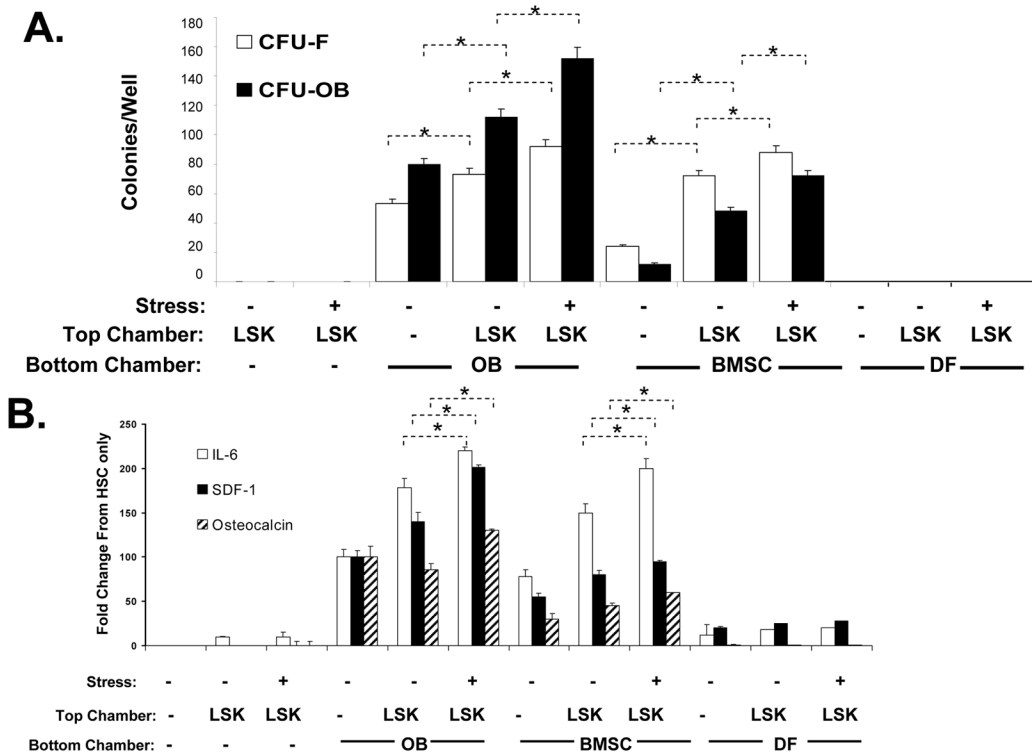 A.
180
160
140
120
100
80
60
40
20
0
Colonies/Well
CFU-F
CFU-OB
* * * * * * * *
Stress: - + - - + - - + - - +
Top Chamber: LSK LSK - LSK LSK - LSK LSK - LSK LSK
Bottom Chamber: - - OB BMSC DF
B.
250
200
150
100
50
0
Fold Change From HSC only
IL-6
SDF-1
Osteocalcin
* * * * * *
Stress: - - + - - + - - + - - +
Top Chamber: - LSK LSK - LSK LSK - LSK LSK - LSK LSK
Bottom Chamber: - - - OB BMSC DF